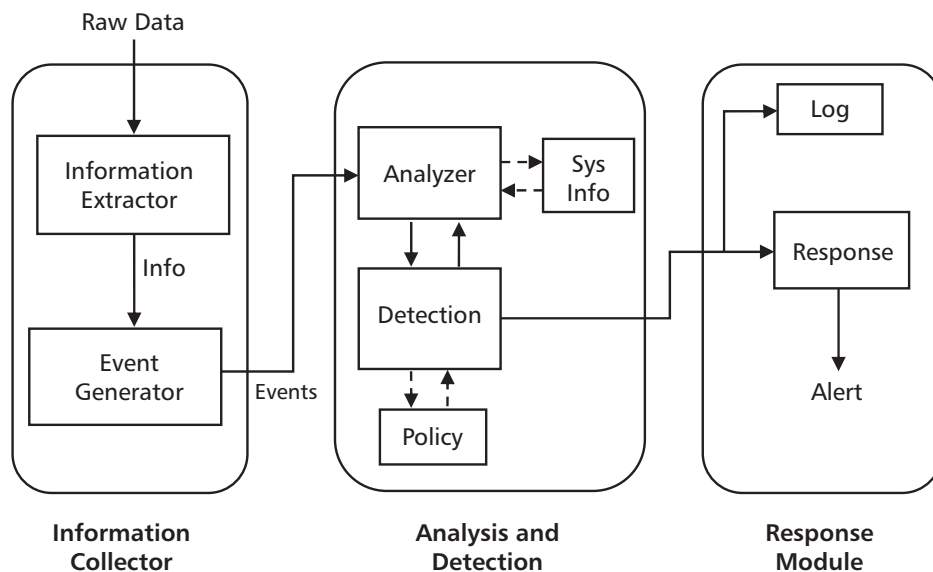 Raw Data
Information
Extractor
Info
Event
Generator
Events
Analyzer
Sys
Info
Detection
Policy
Log
Response
Alert
Information
Collector
Analysis and
Detection
Response
Module